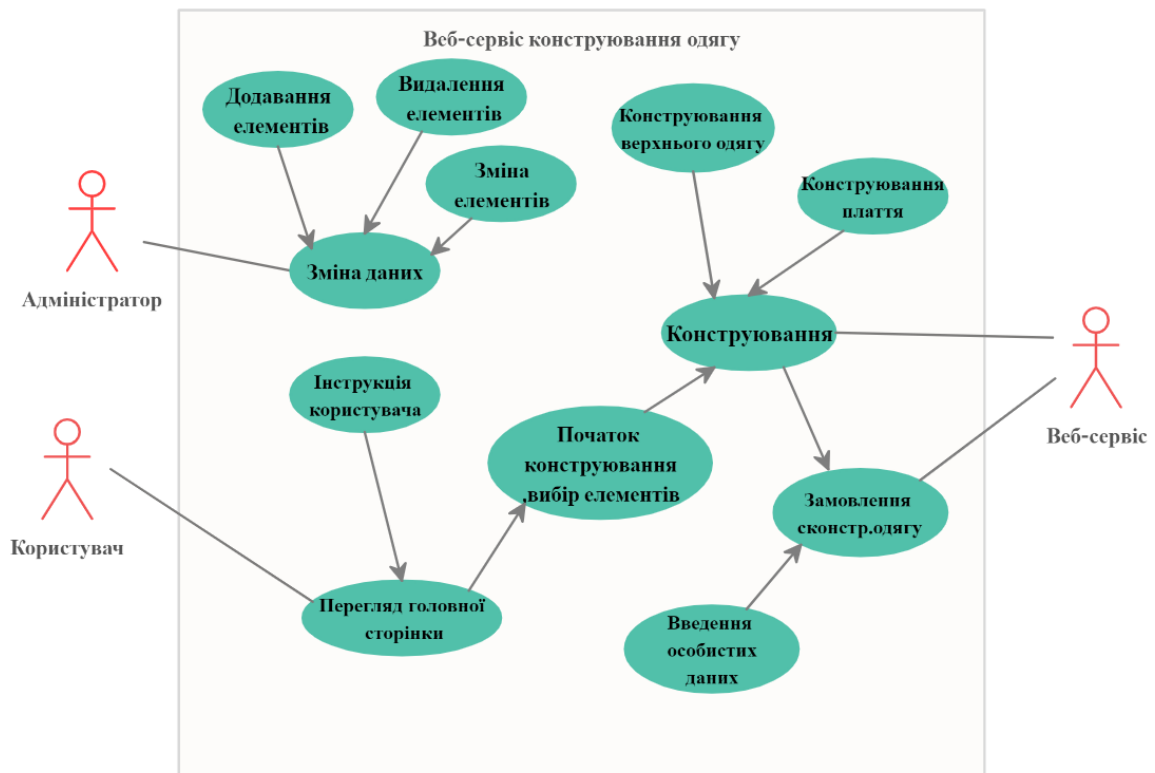 Веб-сервіс конструювання одягу
Додавання
елементів
Видалення
елементів
Зміна
елементів
Зміна даних
Адміністратор
Конструювання
верхнього одягу
Конструювання
плаття
Конструювання
Веб-сервіс
Інструкція
користувача
Початок
конструювання
,вибір елементів
Замовлення
сконстр.одягу
Користувач
Перегляд головної
сторінки
Введення
особистих
даних